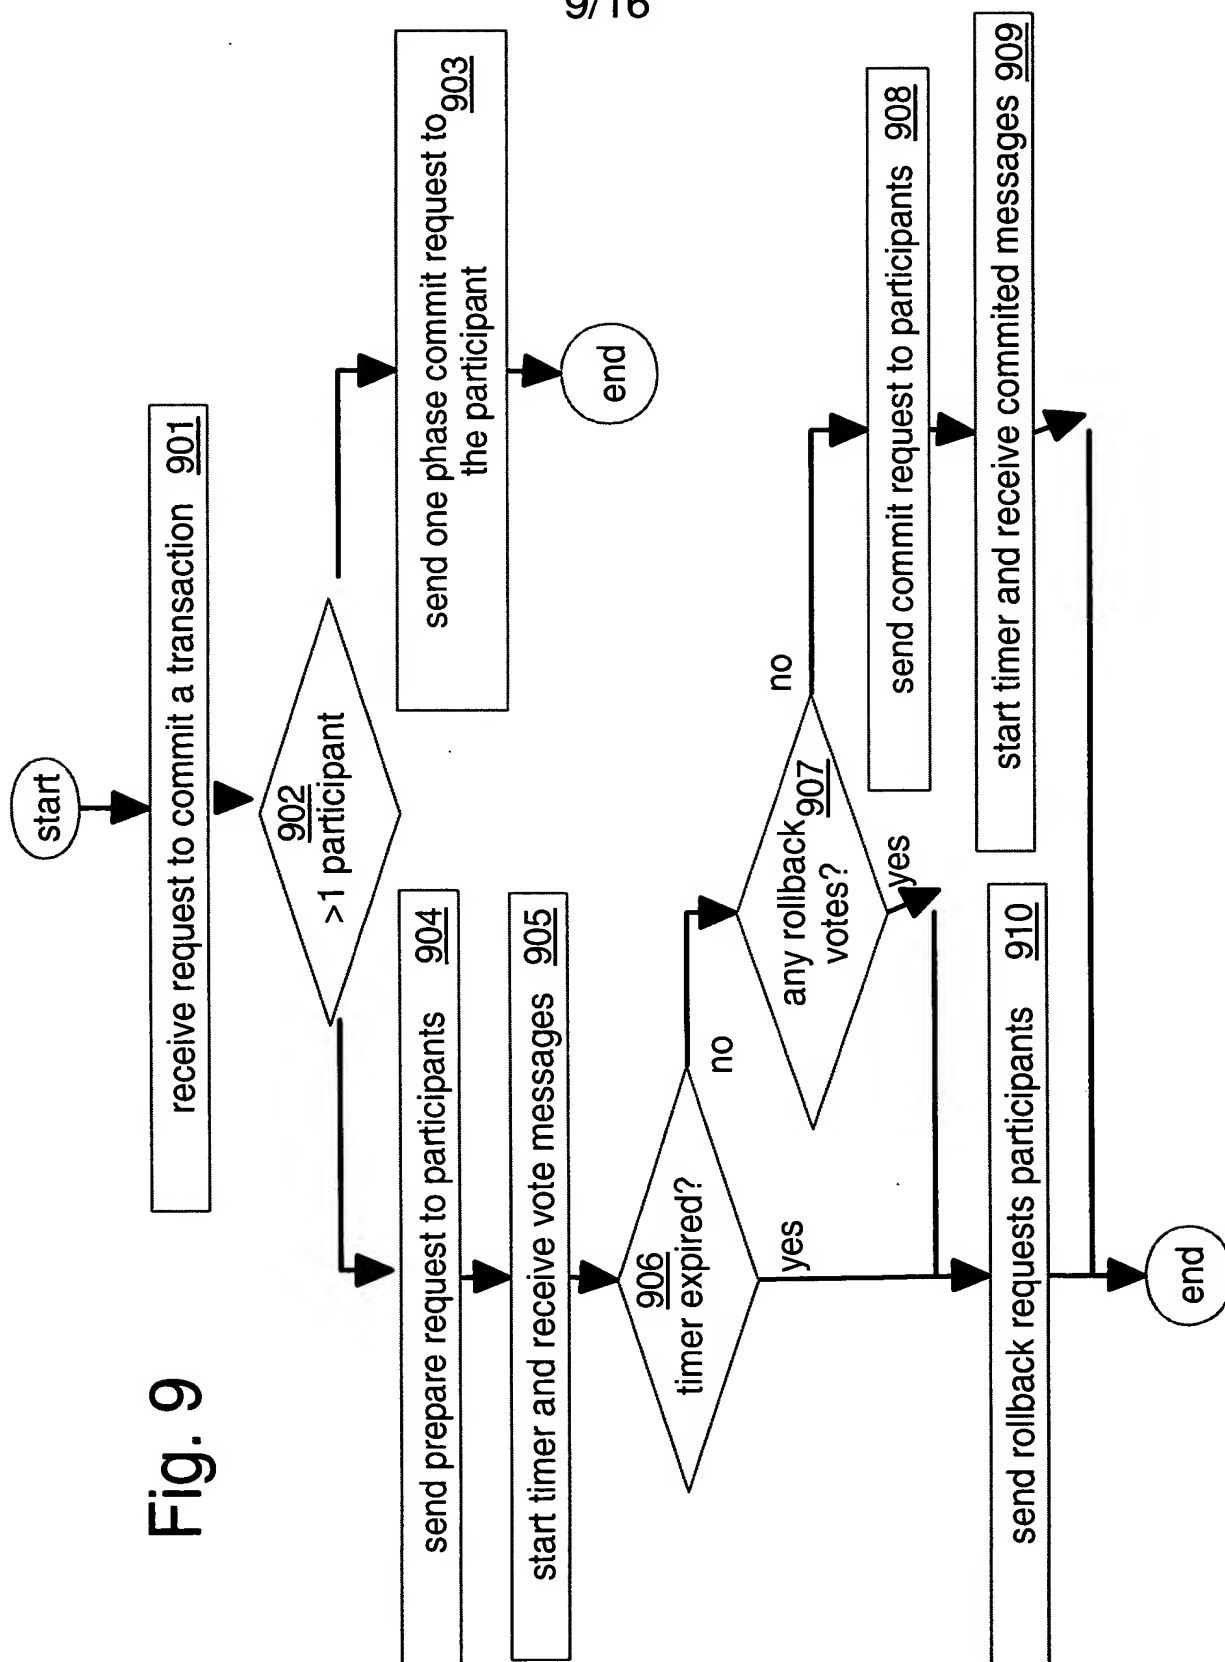 9/16
Fig. 9
start
receive request to commit a transaction 901
902
>1 participant
send one phase commit request to 903
the participant
end
send prepare request to participants 904
start timer and receive vote messages 905
906
timer expired?
no
yes
any rollback 907
votes?
no
yes
send commit request to participants 908
start timer and receive commited messages 909
send rollback requests participants 910
end